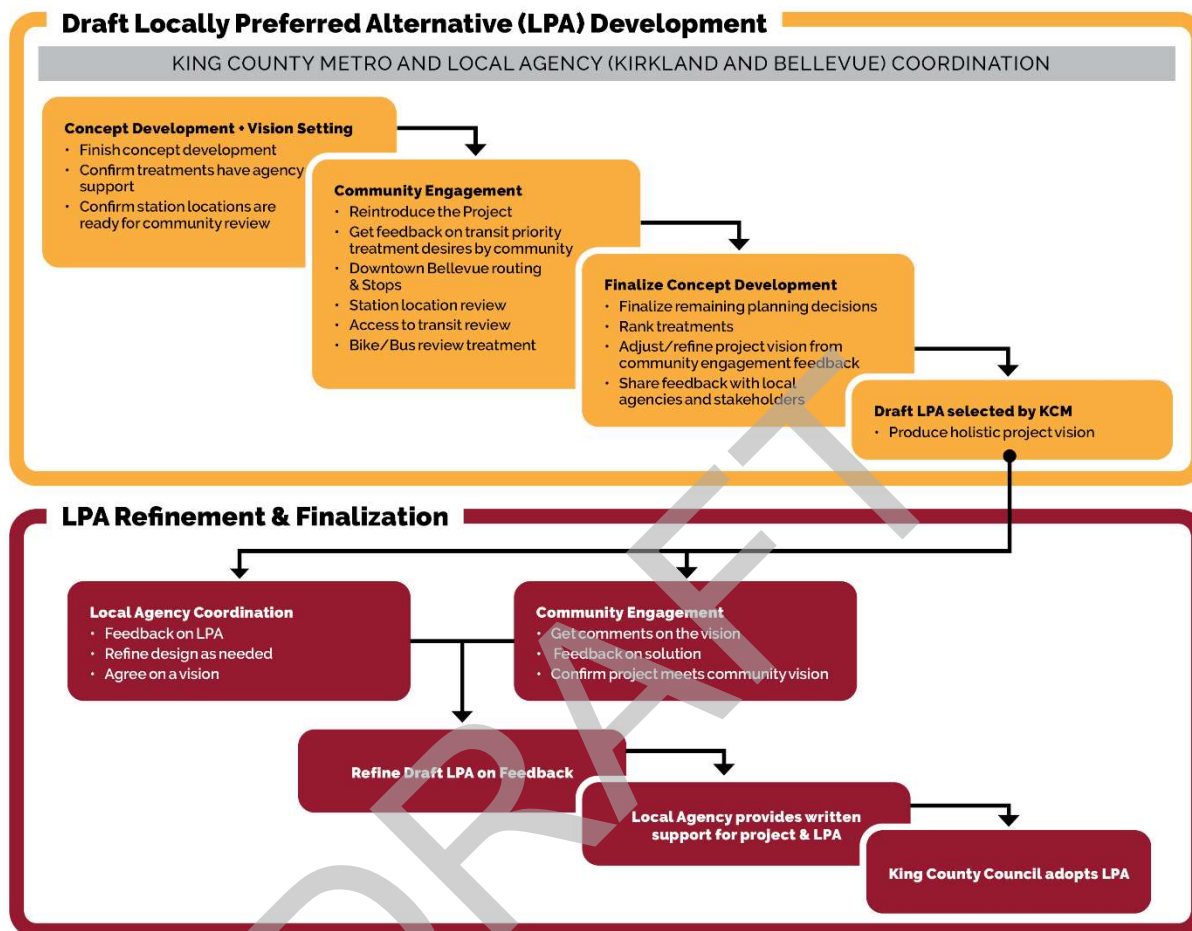 Draft Locally Preferred Alternative (LPA) Development
KING COUNTY METRO AND LOCAL AGENCY (KIRKLAND AND BELLEVUE) COORDINATION
Concept Development + Vision Setting
• Finish concept development
• Confirm treatments have agency
support
• Confirm station locations are
ready for community review
Community Engagement
• Reintroduce the Project
• Get feedback on transit priority
treatment desires by community
• Downtown Bellevue routing
& Stops
• Station location review
• Access to transit review
• Bike/Bus review treatment
Finalize Concept Development
• Finalize remaining planning decisions
• Rank treatments
• Adjust/refine project vision from
community engagement feedback
• Share feedback with local
agencies and stakeholders
Draft LPA selected by KCM
• Produce holistic project vision
LPA Refinement & Finalization
Local Agency Coordination
• Feedback on LPA
• Refine design as needed
• Agree on a vision
Community Engagement
• Get comments on the vision
• Feedback on solution
• Confirm project meets community vision
Refine Draft LPA on Feedback
Local Agency provides written
support for project & LPA
King County Council adopts LPA
DRAFT